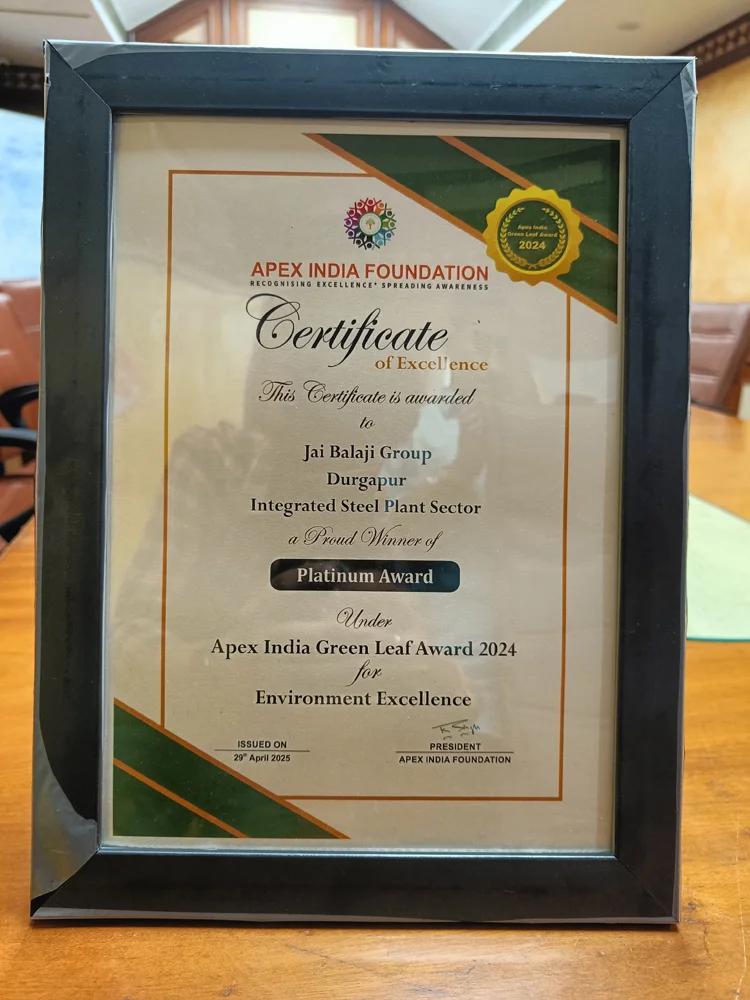 Apex India
Green Leaf Award
2024
APEX INDIA FOUNDATION
RECOGNISING EXCELLENCE* SPREADING AWARENESS
Certificate
of Excellence
This Certificate is awarded
to
Jai Balaji Group
Durgapur
Integrated Steel Plant Sector
a Proud Winner of
Platinum Award
Under
Apex India Green Leaf Award 2024
for
Environment Excellence
ISSUED ON
29th April 2025
PRESIDENT
APEX INDIA FOUNDATION